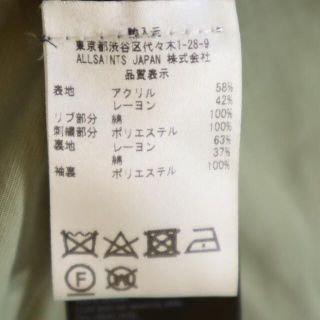 輸入元
東京都渋谷区代々木1-28-9
ALLSAINTS JAPAN 株式会社
品質表示
表地 アクリル 58%
レーヨン 42%
リブ部分 綿 100%
刺繍部分 ポリエステル 100%
裏地 レーヨン 63%
綿 37%
袖裏 ポリエステル 100%
F W